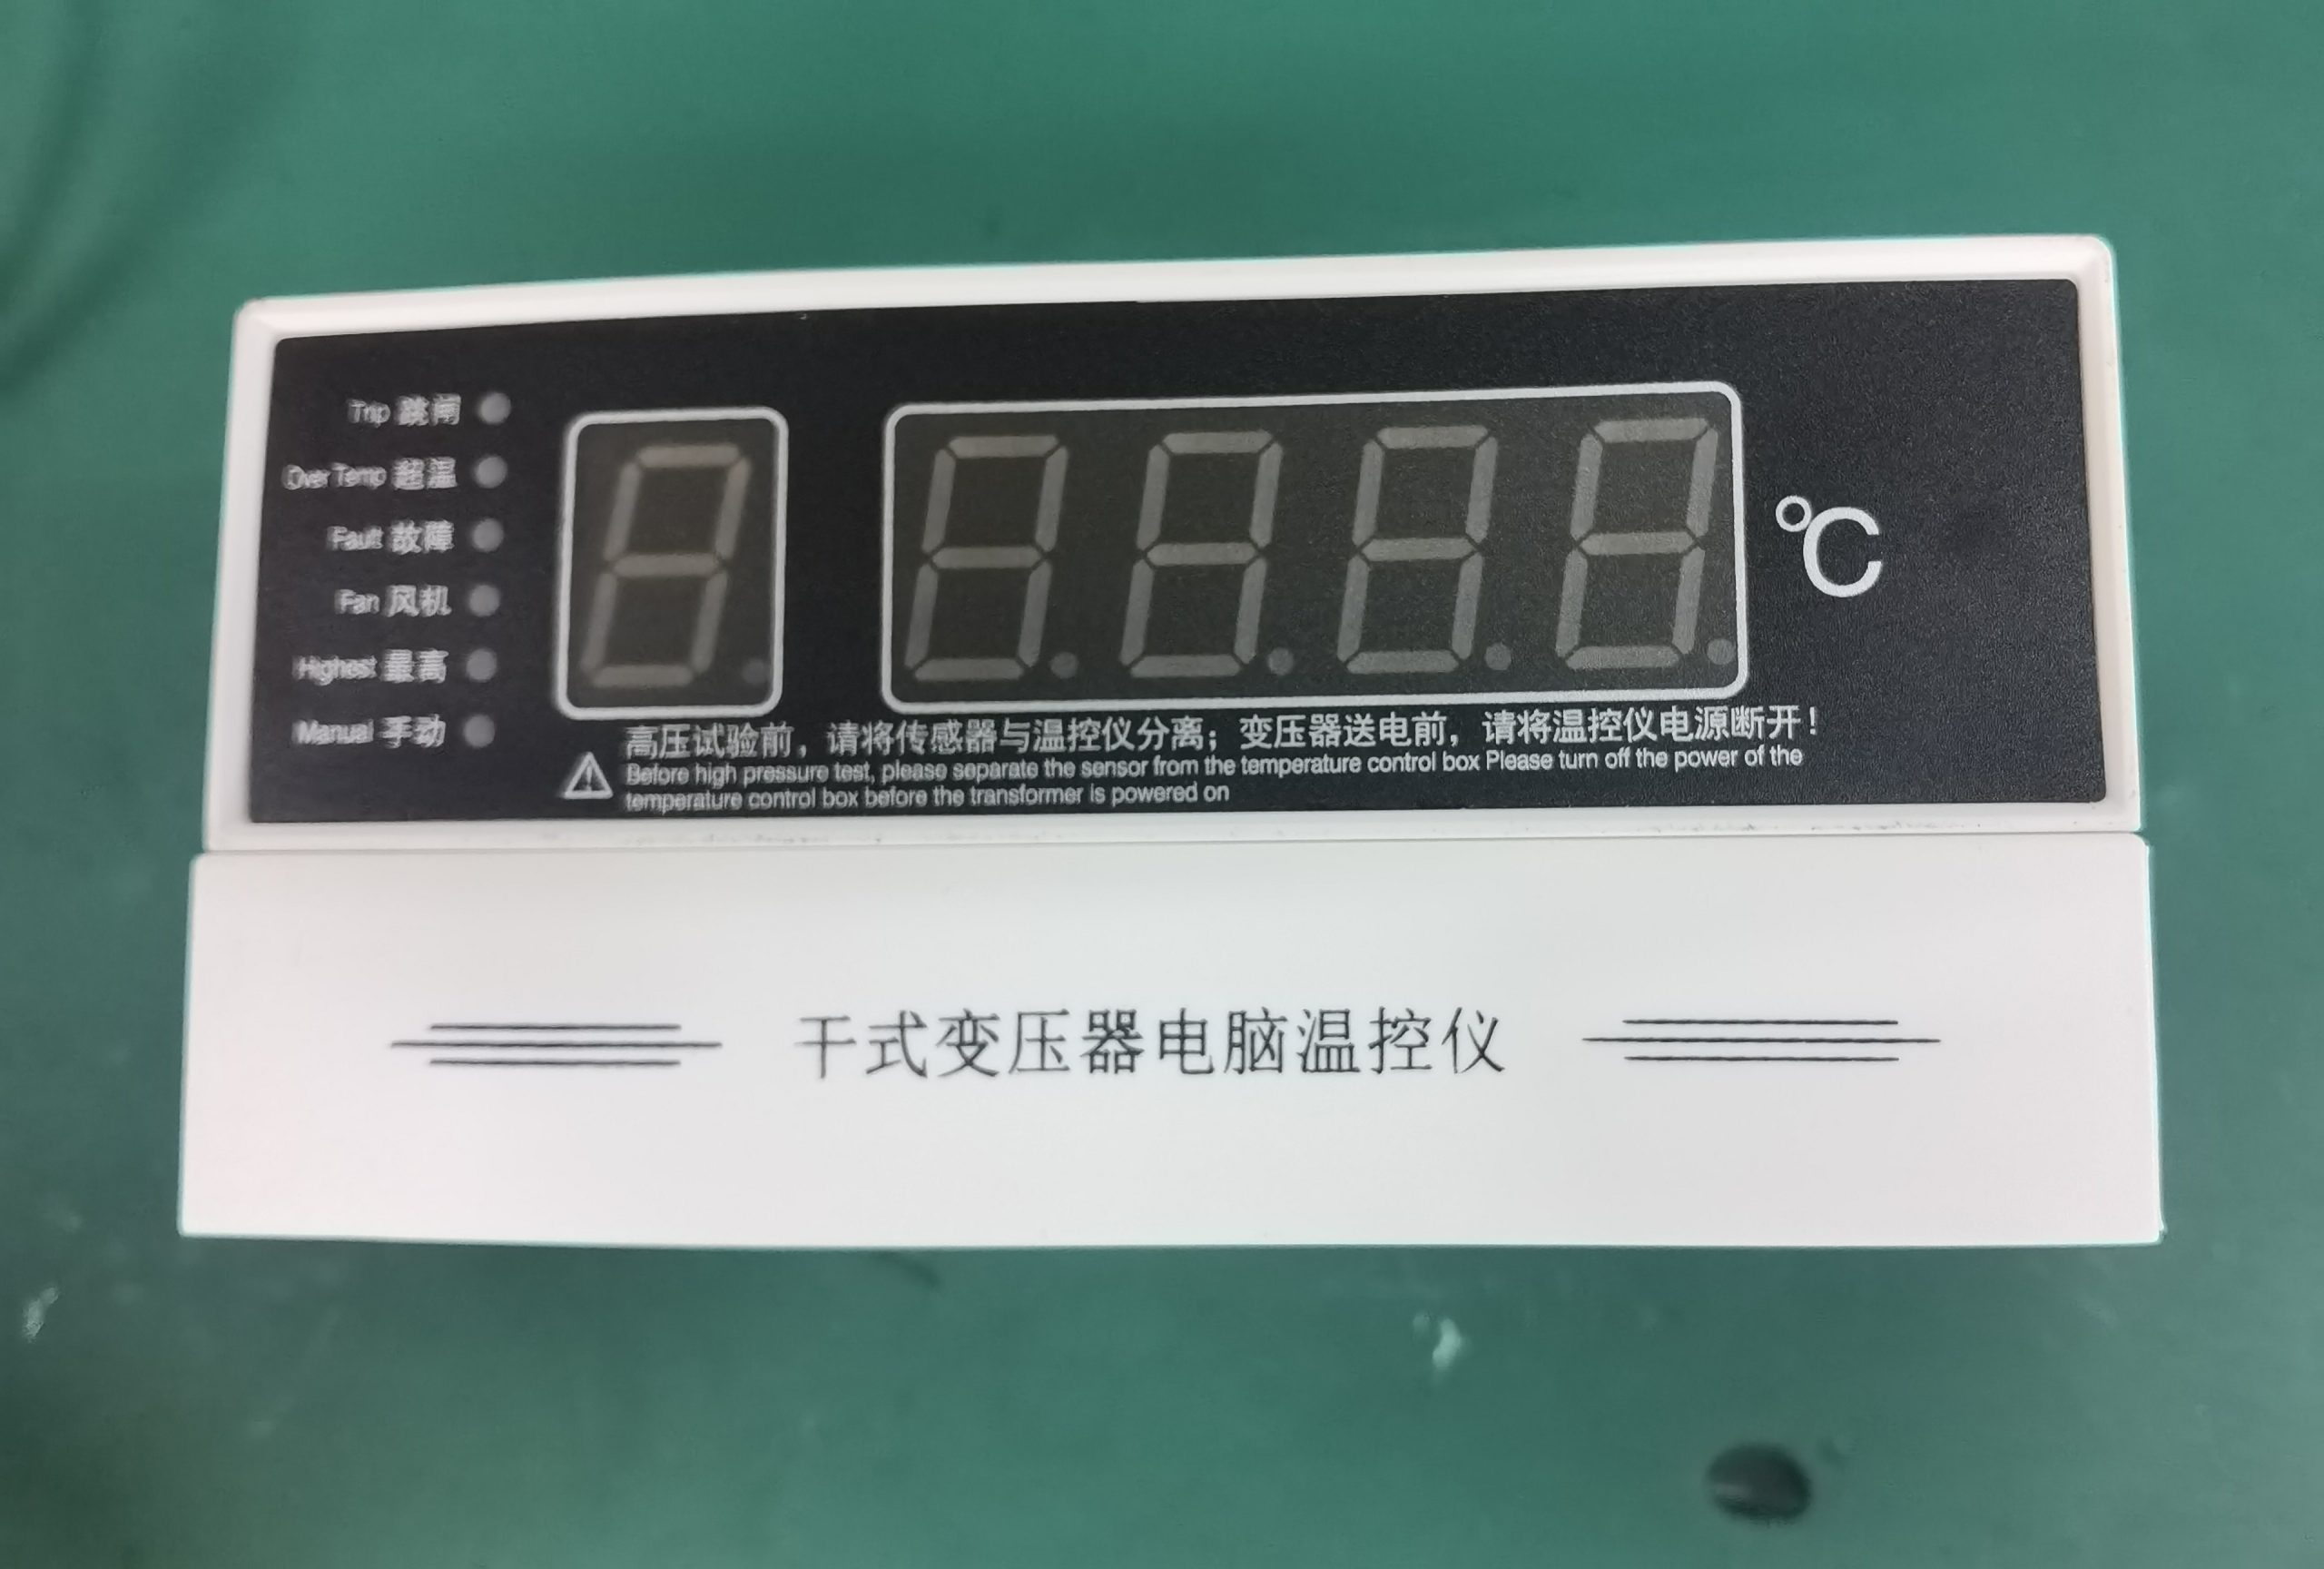 Trip 跳闸
Over Temp 超温
Fault 故障
Fan 风机
Highest 最高
Manual 手动
℃
高压试验前，请将传感器与温控仪分离；变压器送电前，请将温控仪电源断开！
Before high pressure test, please separate the sensor from the temperature control box Please turn off the power of the
temperature control box before the transformer is powered on
干式变压器电脑温控仪